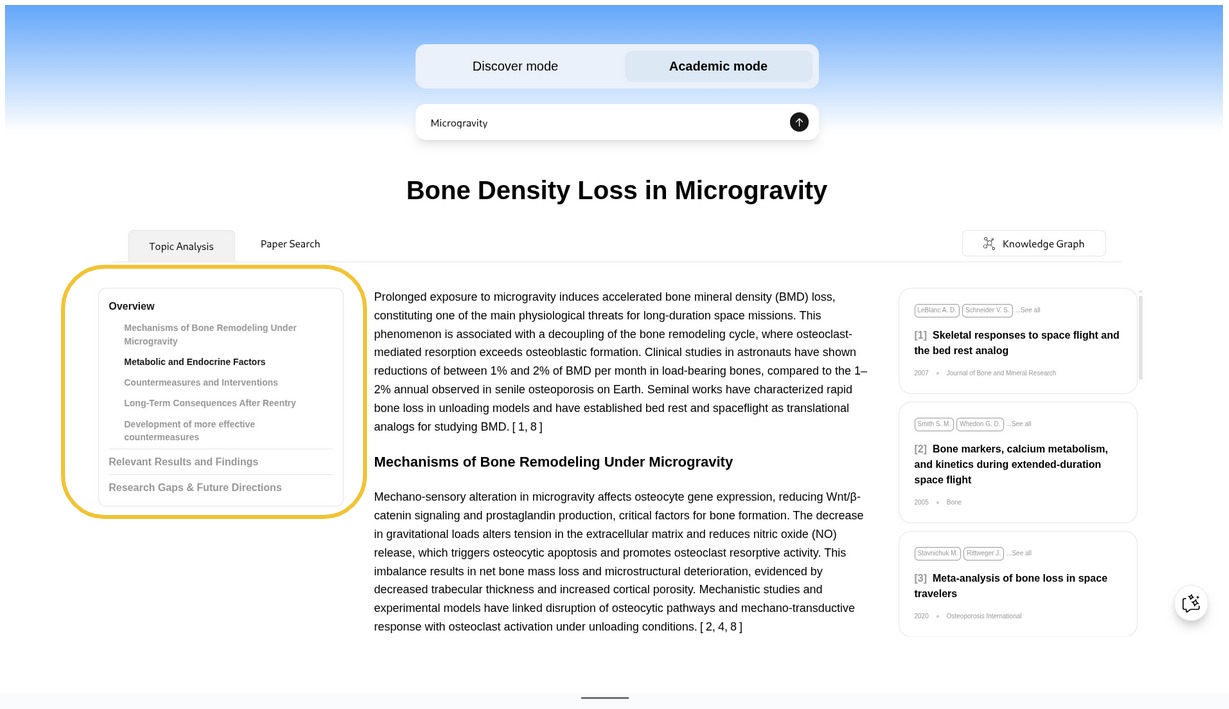 Discover mode
Academic mode
Microgravity
Bone Density Loss in Microgravity
Topic Analysis
Paper Search
Knowledge Graph
Overview
Mechanisms of Bone Remodeling Under
Microgravity
Metabolic and Endocrine Factors
Countermeasures and Interventions
Long-Term Consequences After Reentry
Development of more effective
countermeasures
Relevant Results and Findings
Research Gaps & Future Directions
Prolonged exposure to microgravity induces accelerated bone mineral density (BMD) loss,
constituting one of the main physiological threats for long-duration space missions. This
phenomenon is associated with a decoupling of the bone remodeling cycle, where osteoclast-
mediated resorption exceeds osteoblastic formation. Clinical studies in astronauts have shown
reductions of between 1% and 2% of BMD per month in load-bearing bones, compared to the 1–
2% annual observed in senile osteoporosis on Earth. Seminal works have characterized rapid
bone loss in unloading models and have established bed rest and spaceflight as translational
analogs for studying BMD. [ 1, 8 ]
Mechanisms of Bone Remodeling Under Microgravity
Mechano-sensory alteration in microgravity affects osteocyte gene expression, reducing Wnt/β-
catenin signaling and prostaglandin production, critical factors for bone formation. The decrease
in gravitational loads alters tension in the extracellular matrix and reduces nitric oxide (NO)
release, which triggers osteocytic apoptosis and promotes osteoclast resorptive activity. This
imbalance results in net bone mass loss and microstructural deterioration, evidenced by
decreased trabecular thickness and increased cortical porosity. Mechanistic studies and
experimental models have linked disruption of osteocytic pathways and mechano-transductive
response with osteoclast activation under unloading conditions. [ 2, 4, 8 ]
LeBlanc A. D. Schneider V. S. ...See all
[1] Skeletal responses to space flight and
the bed rest analog
2007 • Journal of Bone and Mineral Research
Smith S. M. Whedon G. D. ...See all
[2] Bone markers, calcium metabolism,
and kinetics during extended-duration
space flight
2005 • Bone
Stavnichuk M. Rittweger J. ...See all
[3] Meta-analysis of bone loss in space
travelers
2020 • Osteoporosis International